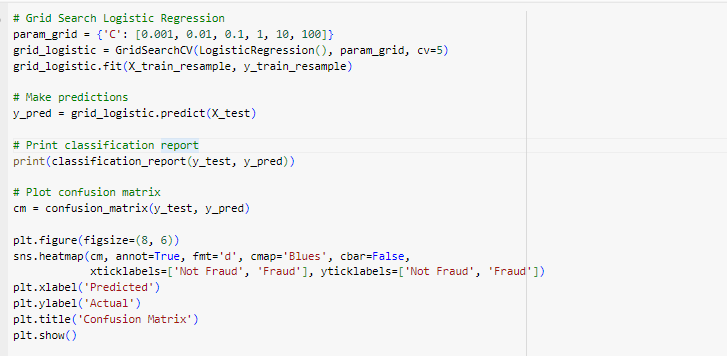 # Grid Search Logistic Regression
param_grid = {'C': [0.001, 0.01, 0.1, 1, 10, 100]}
grid_logistic = GridSearchCV(LogisticRegression(), param_grid, cv=5)
grid_logistic.fit(X_train_resample, y_train_resample)

# Make predictions
y_pred = grid_logistic.predict(X_test)

# Print classification report
print(classification_report(y_test, y_pred))

# Plot confusion matrix
cm = confusion_matrix(y_test, y_pred)

plt.figure(figsize=(8, 6))
sns.heatmap(cm, annot=True, fmt='d', cmap='Blues', cbar=False,
            xticklabels=['Not Fraud', 'Fraud'], yticklabels=['Not Fraud', 'Fraud'])
plt.xlabel('Predicted')
plt.ylabel('Actual')
plt.title('Confusion Matrix')
plt.show()